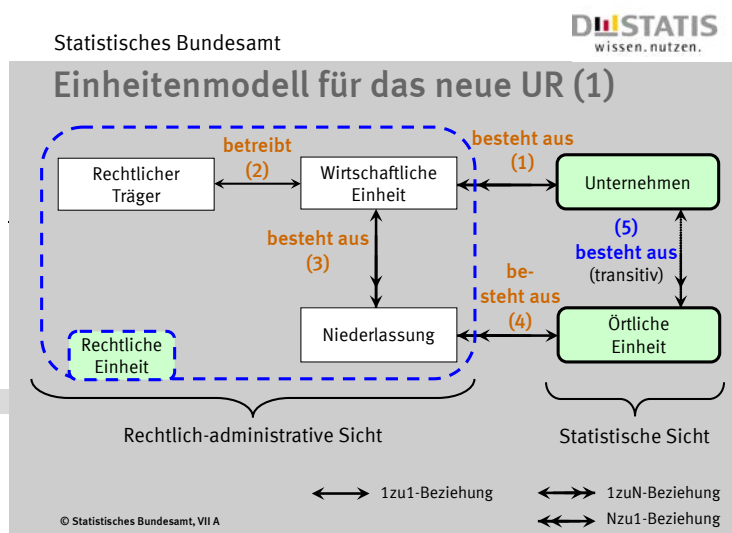 Statistisches Bundesamt
DESTATIS
wissen.nutzen.
Einheitenmodell für das neue UR (1)
betreibt
(2)
besteht aus
(1)
Rechtlicher
Träger
Wirtschaftliche
Einheit
Unternehmen
besteht aus
(3)
(5)
besteht aus
(transitiv)
be-
steht aus
(4)
Niederlassung
Örtliche
Einheit
Rechtliche
Einheit
Rechtlich-administrative Sicht
Statistische Sicht
1zu1-Beziehung
1zuN-Beziehung
© Statistisches Bundesamt, VII A
Nzu1-Beziehung